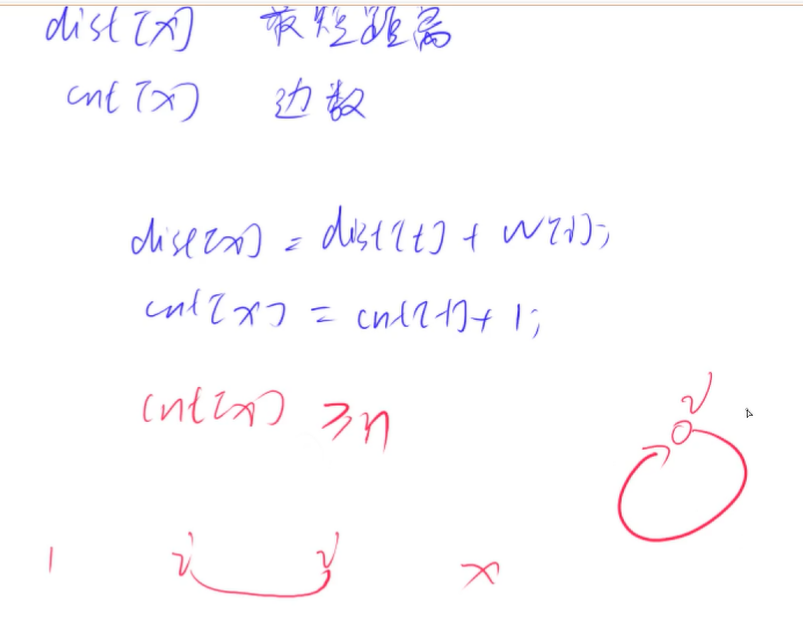 dist[x] 最短距离
cnt[x] 边数
dist[x] = dist[t] + w[i];
cnt[x] = cnt[t] + 1;
cnt[x] ≥ n
i
1 i i x